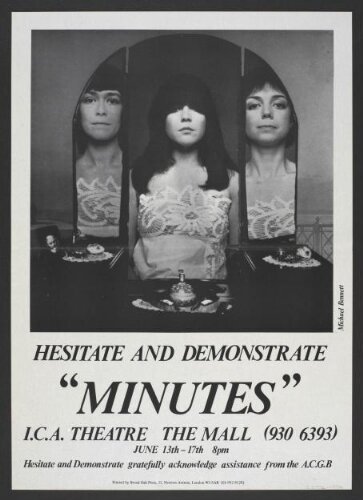 Michael Bennett
HESITATE AND DEMONSTRATE
“MINUTES”
I.C.A. THEATRE THE MALL (930 6393)
JUNE 13th – 17th 8pm
Hesitate and Demonstrate gratefully acknowledge assistance from the A.C.G.B